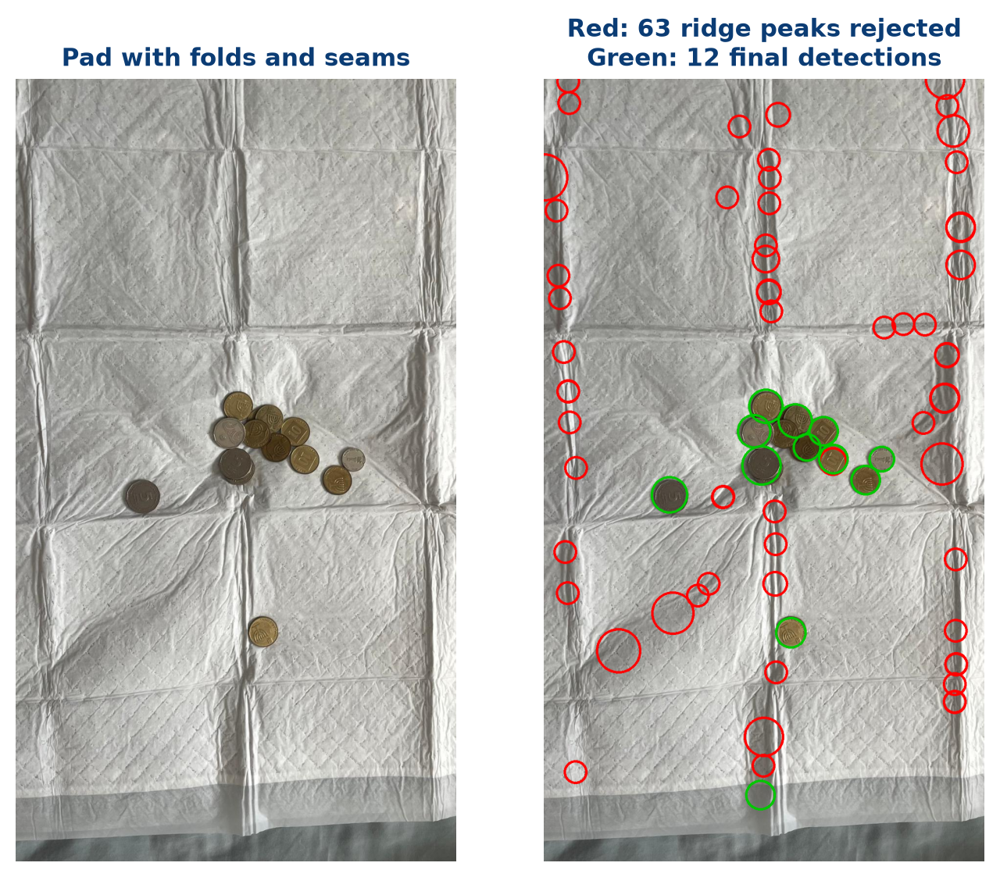 Pad with folds and seams
Red: 63 ridge peaks rejected
Green: 12 final detections